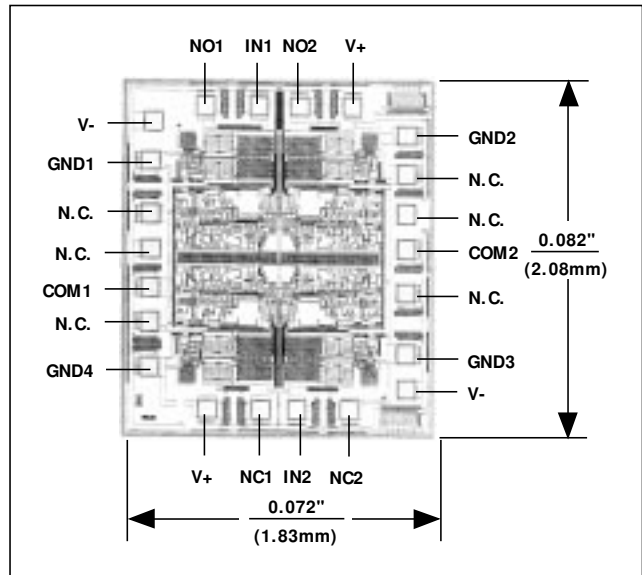 NO1 IN1 NO2 V+
V-
GND1
N.C.
N.C.
COM1
N.C.
GND4
GND2
N.C.
N.C.
COM2
N.C.
GND3
V-
0.082"
(2.08mm)
V+ NC1 IN2 NC2
0.072"
(1.83mm)